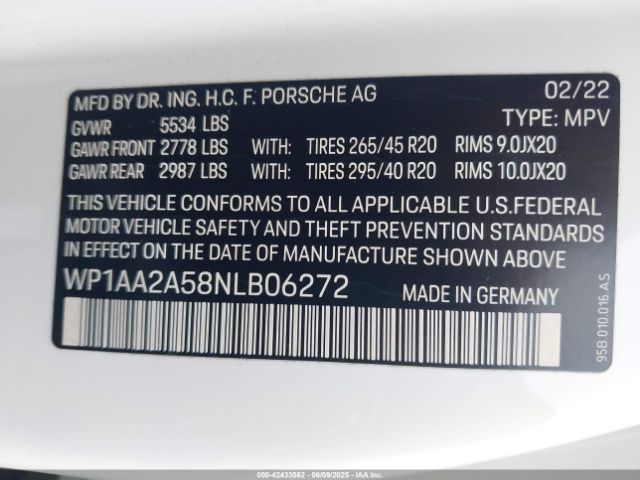 MFD BY DR. ING. H.C. F. PORSCHE AG 02/22
GVWR 5534 LBS TYPE: MPV
GAWR FRONT 2778 LBS WITH: TIRES 265/45 R20 RIMS 9.0JX20
GAWR REAR 2987 LBS WITH: TIRES 295/40 R20 RIMS 10.0JX20
THIS VEHICLE CONFORMS TO ALL APPLICABLE U.S.FEDERAL
MOTOR VEHICLE SAFETY AND THEFT PREVENTION STANDARDS
IN EFFECT ON THE DATE OF MANUFACTURE SHOWN ABOVE
WP1AA2A58NLB06272 MADE IN GERMANY
95B.010.016.AS
000-42433562 - 06/09/2025 - IAA Inc.